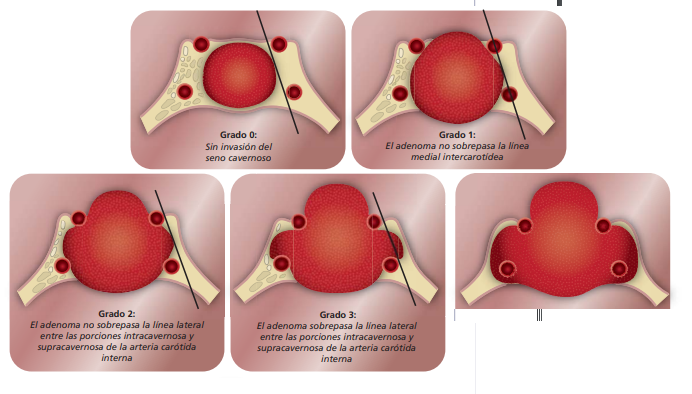 Grado 0:
Sin invasión del
seno cavernoso
Grado 1:
El adenoma no sobrepasa la línea
medial intercarotídea
Grado 2:
El adenoma no sobrepasa la línea lateral
entre las porciones intracavernosa y
supracavernosa de la arteria carótida
interna
Grado 3:
El adenoma sobrepasa la línea lateral
entre las porciones intracavernosa y
supracavernosa de la arteria carótida
interna